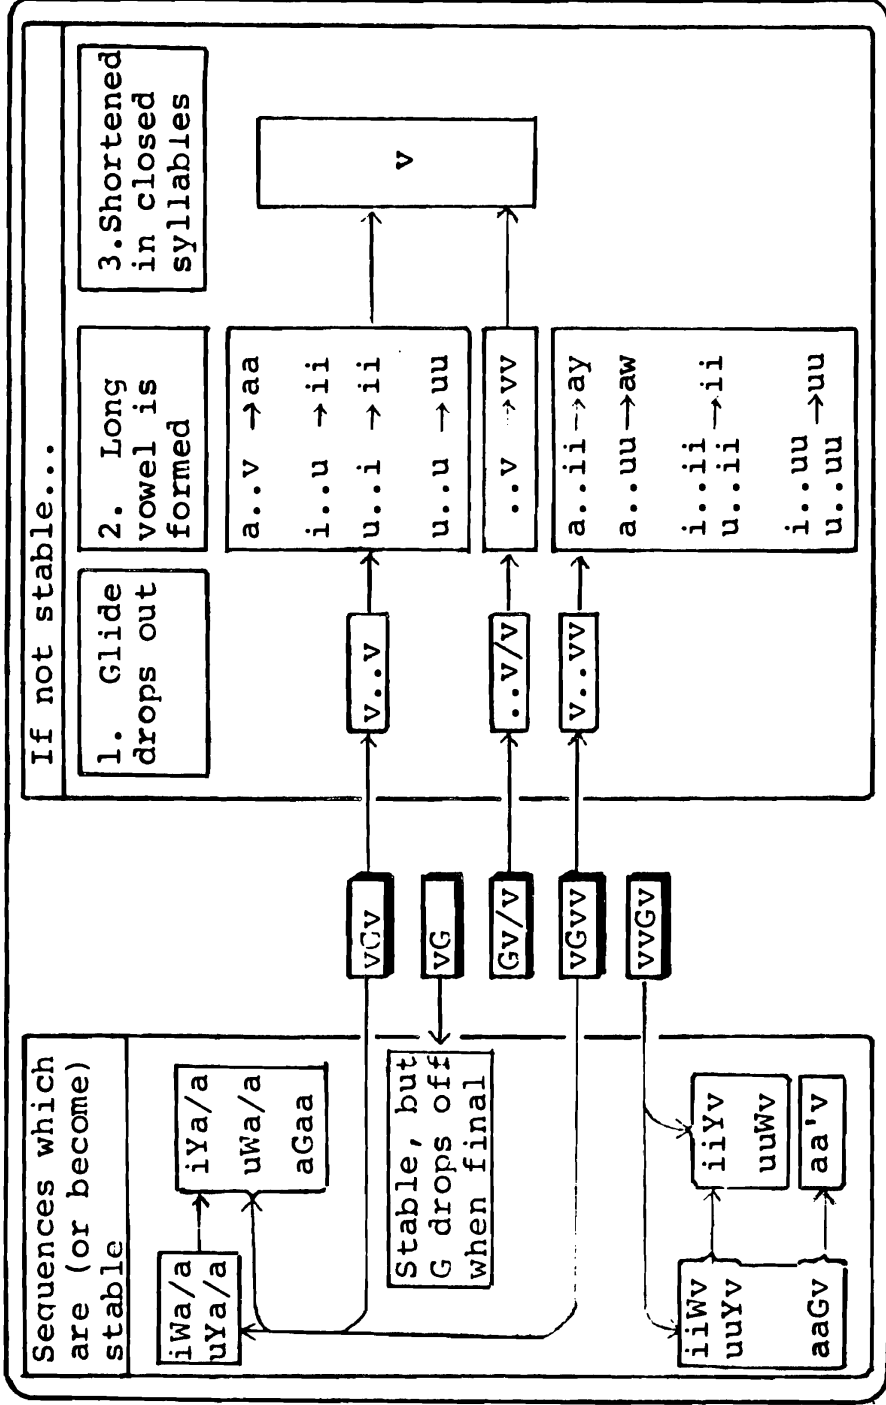 Sequences which
are (or become)
stable
iWa/a
uYa/a
iYa/a
uWa/a
aGaa
Stable, but
G drops off
when final
iiWv
uuYv
aaGv
iiYv
uuWv
aa'v
vGv
vG
Gv/v
vGvv
vvGv
If not stable...
1. Glide
drops out
2. Long
vowel is
formed
3.Shortened
in closed
syllables
v..v
..v/v
v..vv
a..v →aa
i..u →ii
u..i →ii
u..u →uu
..v →vv
a..ii→ay
a..uu→aw
i..ii
u..ii →ii
i..uu
u..uu →uu
v